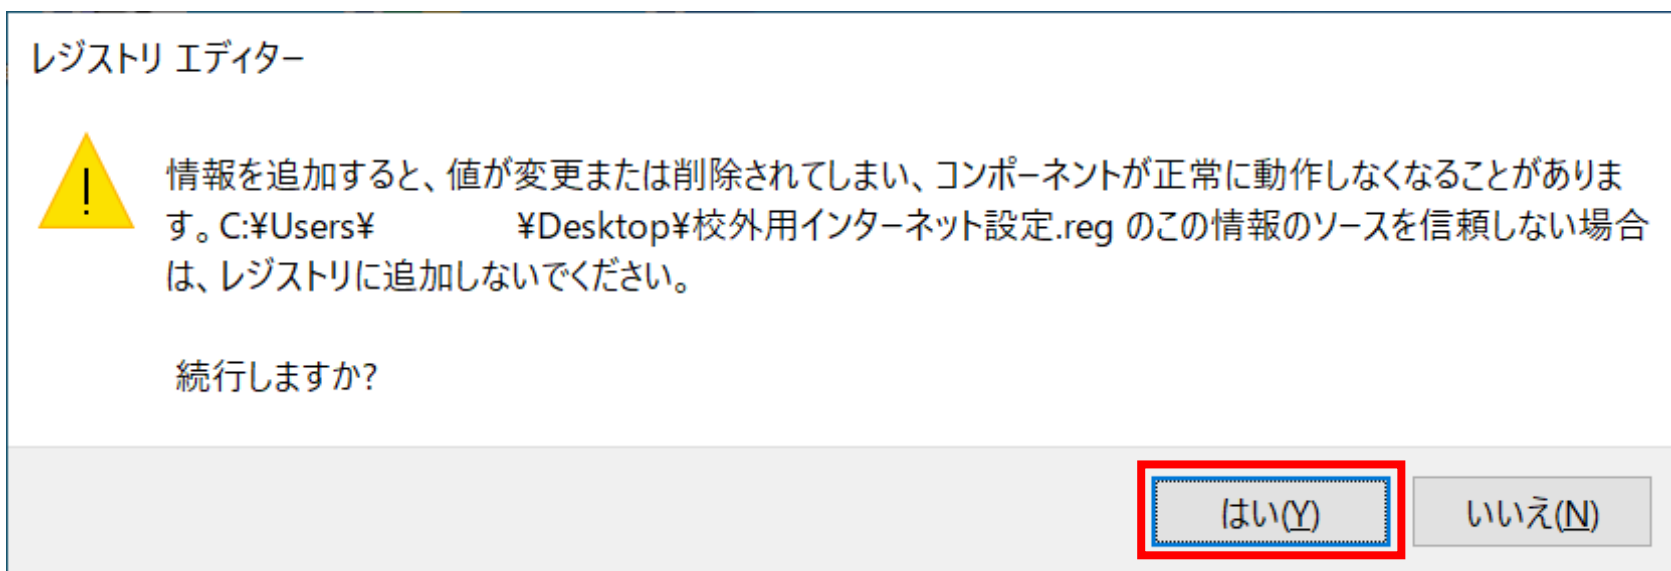 レジストリ エディター
情報を追加すると、値が変更または削除されてしまい、コンポーネントが正常に動作しなくなることがありま
す。C:¥Users¥ ¥Desktop¥校外用インターネット設定.reg のこの情報のソースを信頼しない場合
は、レジストリに追加しないでください。
続行しますか?
はい(Y) いいえ(N)